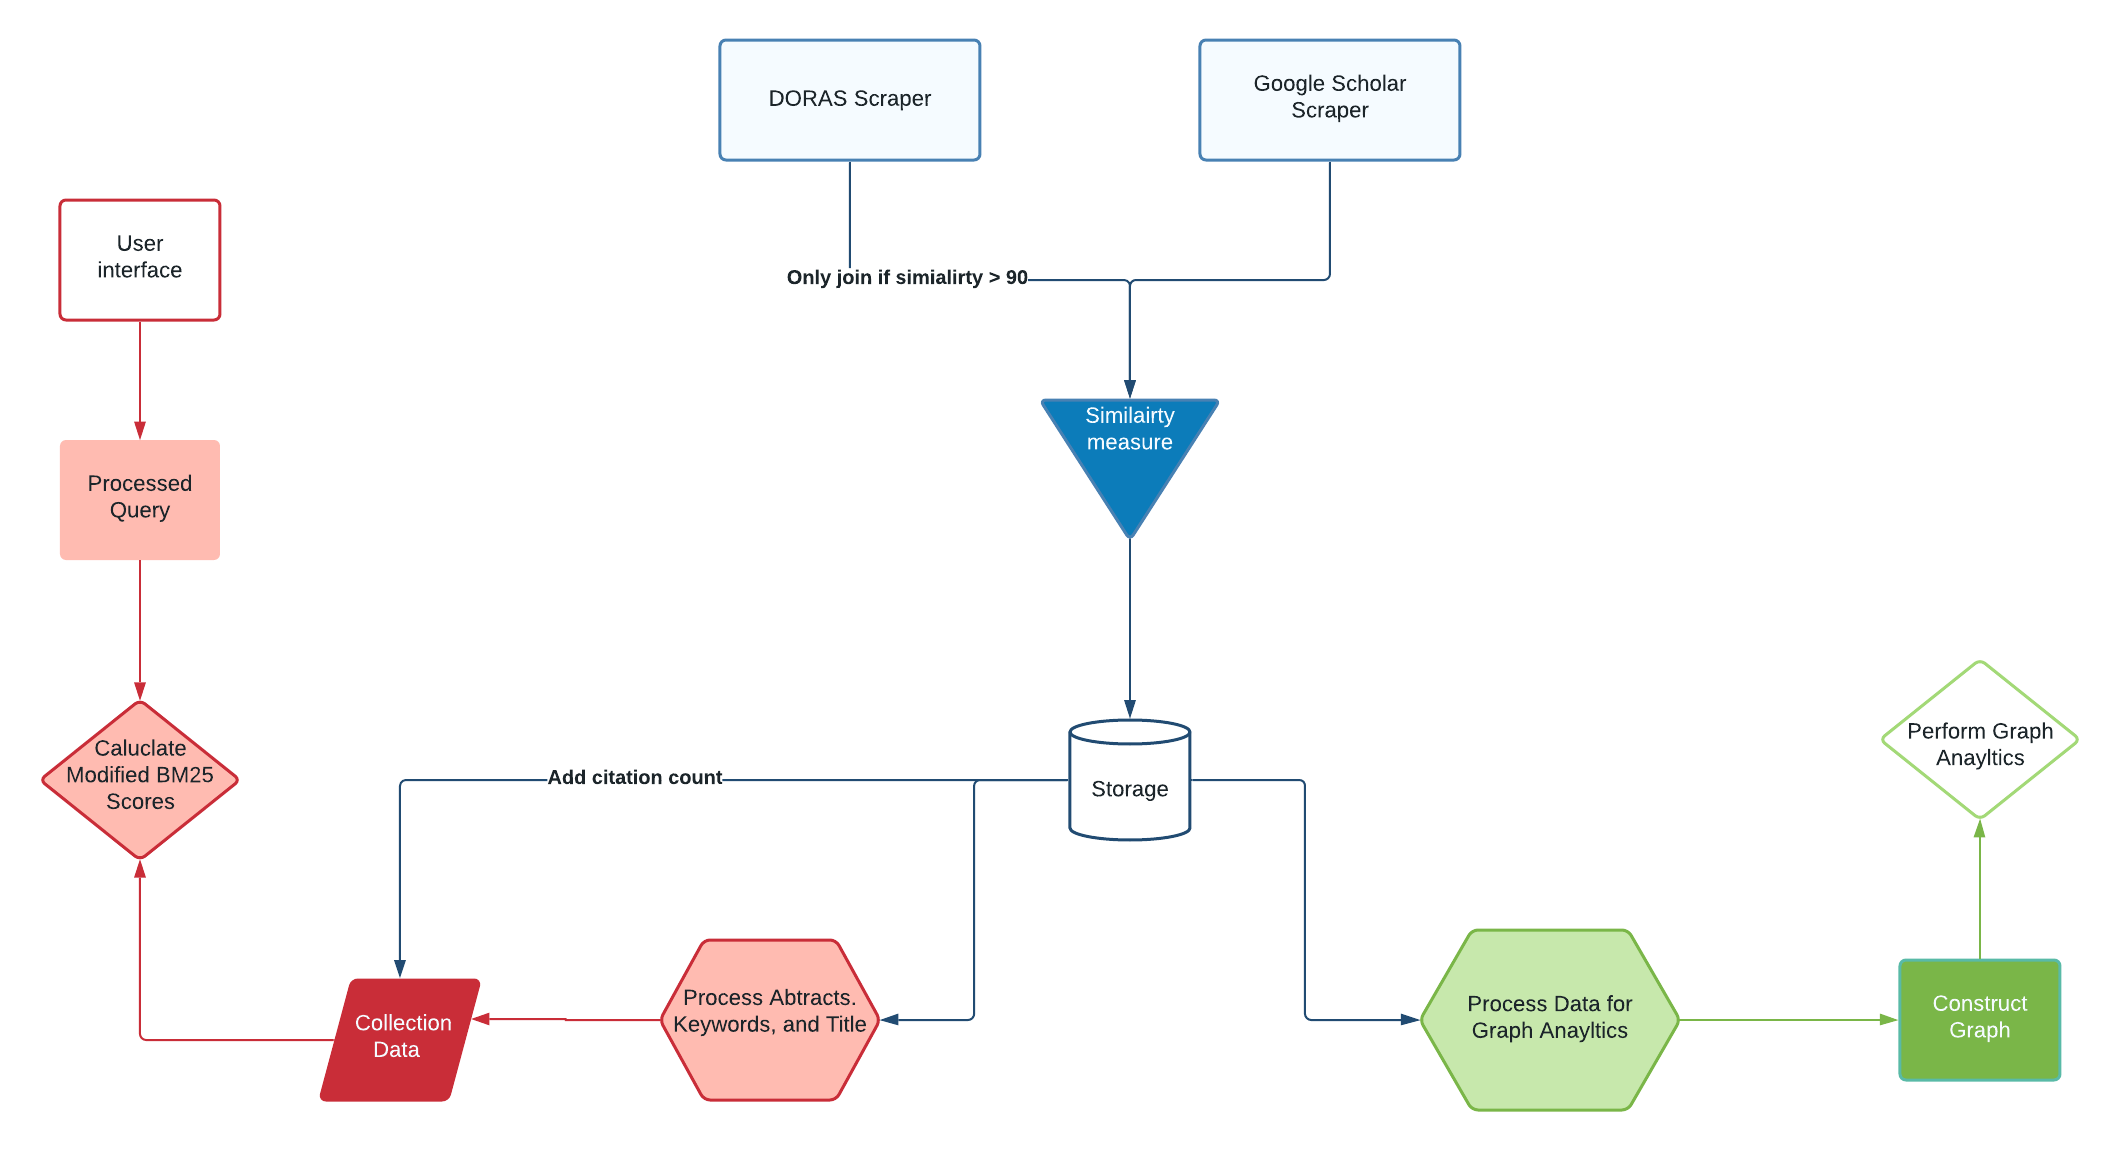 DORAS Scraper
Google Scholar
Scraper
User
interface
Only join if simialirty > 90
Similairty
measure
Processed
Query
Caluclate
Modified BM25
Scores
Add citation count
Storage
Perform Graph
Anayltics
Collection
Data
Process Abtracts.
Keywords, and Title
Process Data for
Graph Anayltics
Construct
Graph